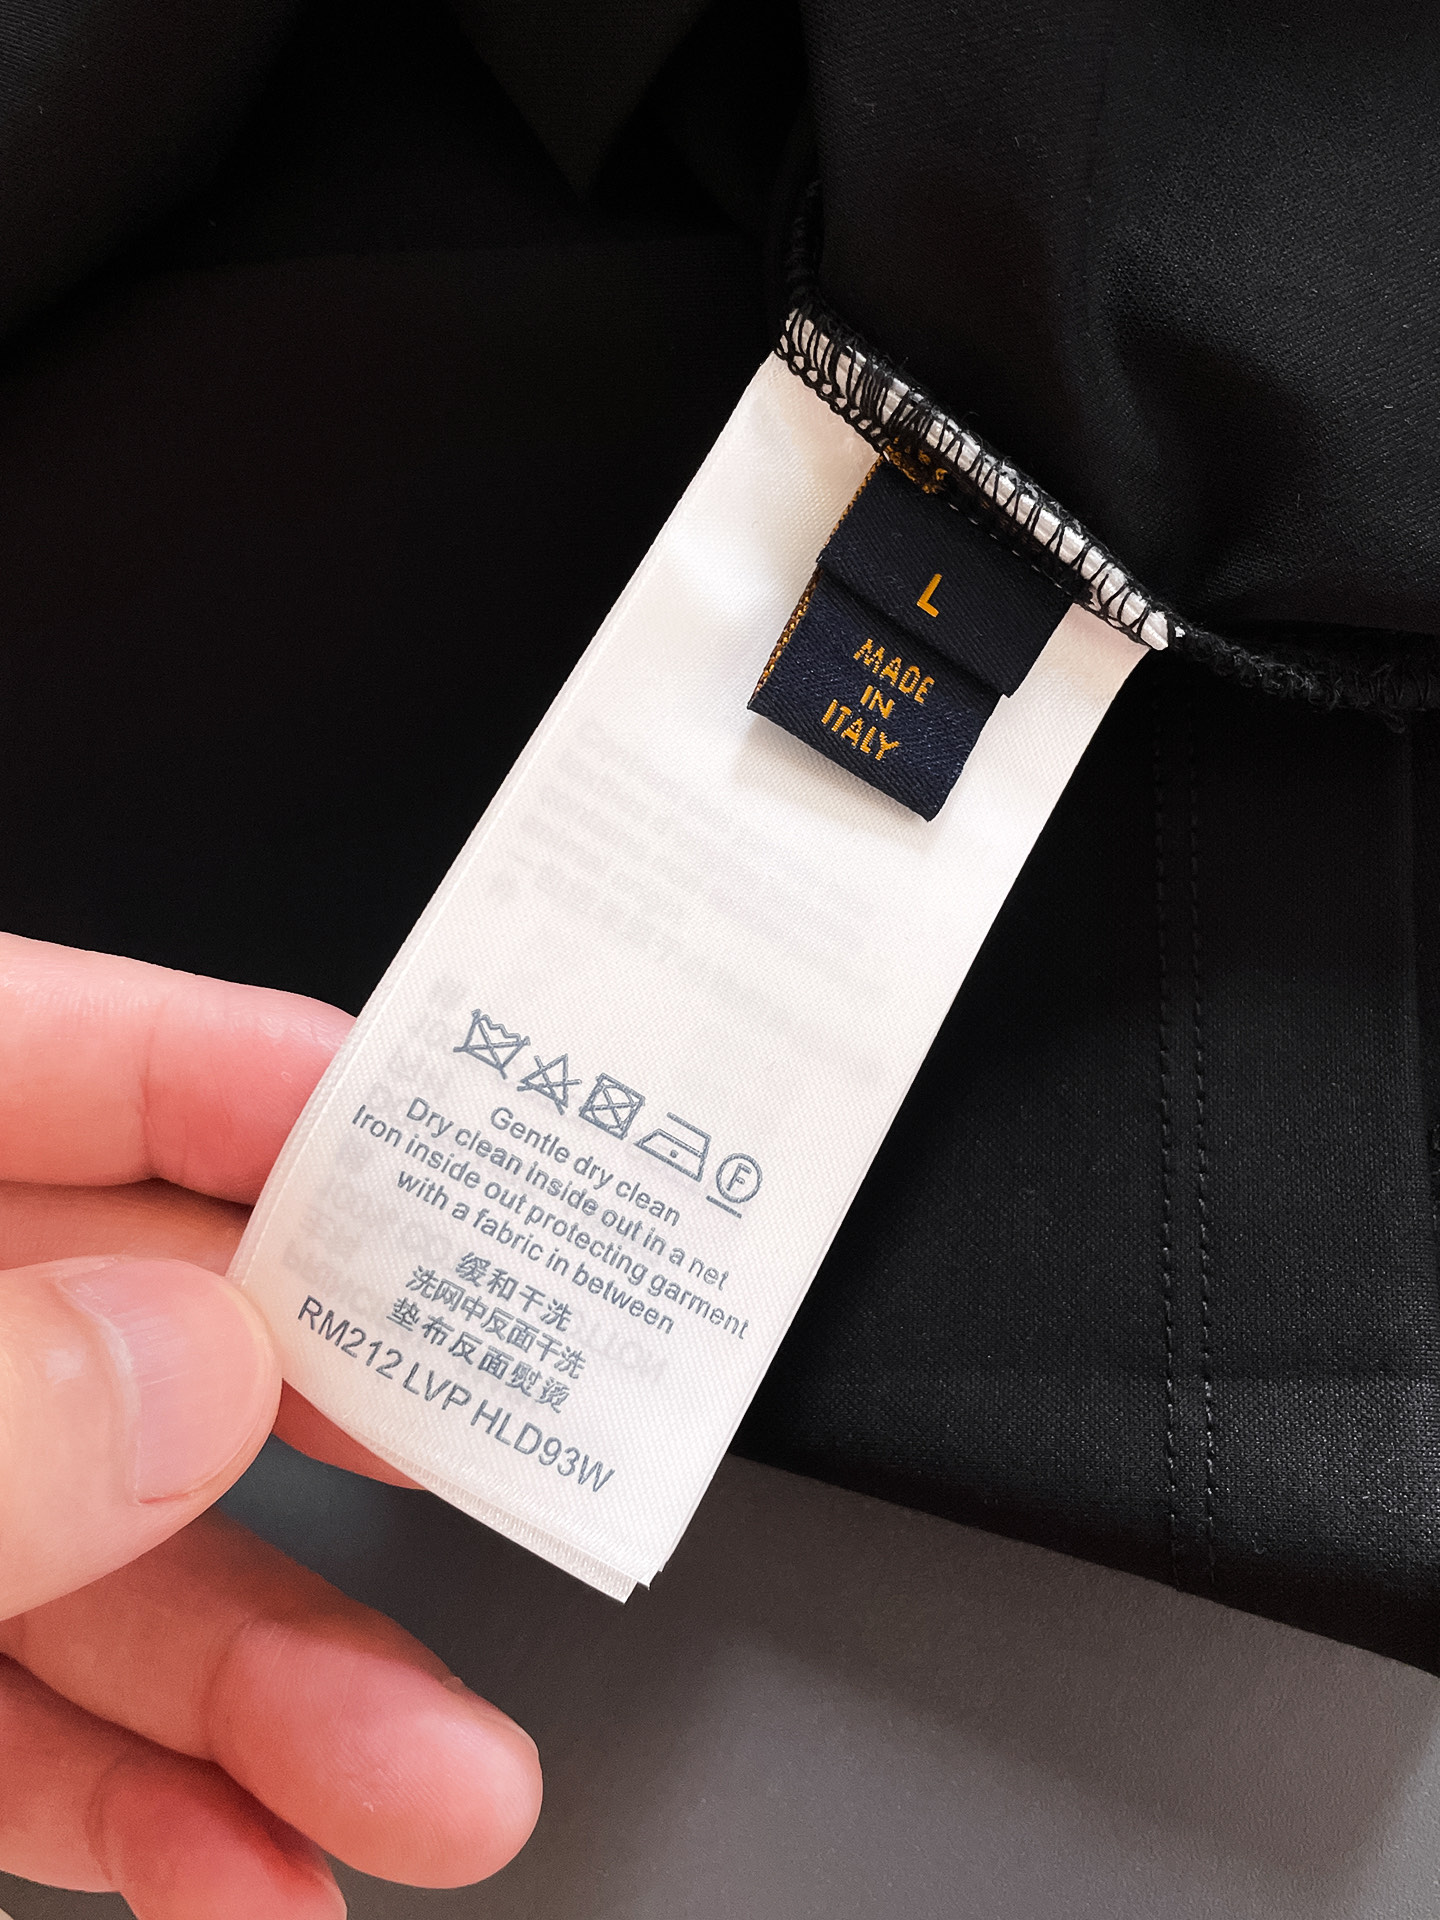 L
MADE
IN
ITALY
F
Gentle dry clean
Dry clean inside out in a net
Iron inside out protecting garment
with a fabric in between
缓和干洗
洗网中反面干洗
垫布反面熨烫
RM212 LVP HLD93W